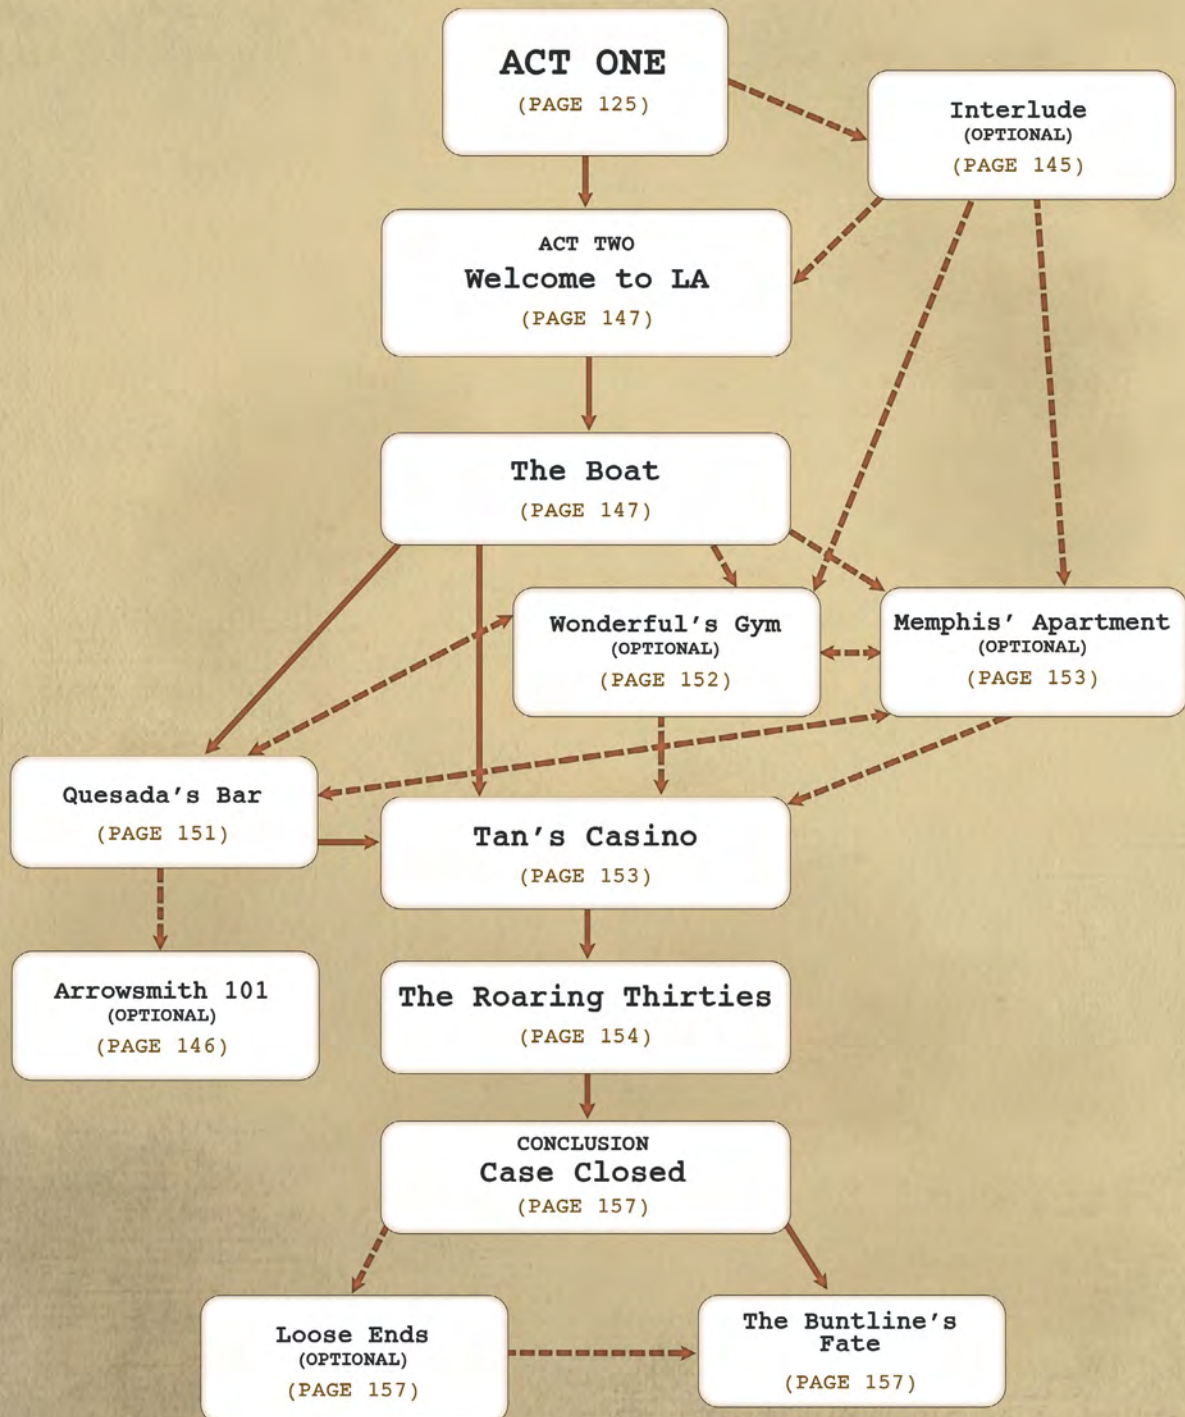 ACT ONE
(PAGE 125)
Interlude
(OPTIONAL)
(PAGE 145)
ACT TWO
Welcome to LA
(PAGE 147)
The Boat
(PAGE 147)
Wonderful's Gym
(OPTIONAL)
(PAGE 152)
Memphis' Apartment
(OPTIONAL)
(PAGE 153)
Quesada's Bar
(PAGE 151)
Tan's Casino
(PAGE 153)
Arrowsmith 101
(OPTIONAL)
(PAGE 146)
The Roaring Thirties
(PAGE 154)
CONCLUSION
Case Closed
(PAGE 157)
Loose Ends
(OPTIONAL)
(PAGE 157)
The Buntline's
Fate
(PAGE 157)